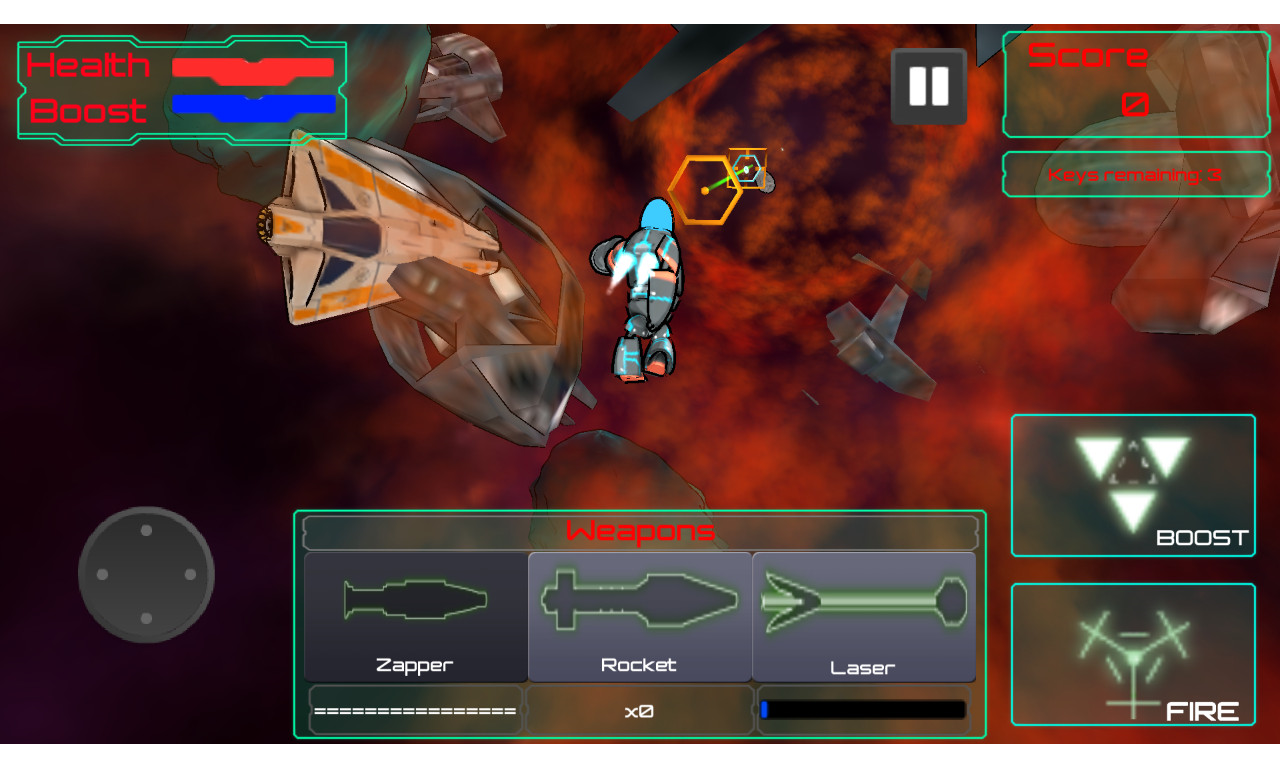 Health
Boost
Score
0
Keys remaining: 3
BOOST
Weapons
Zapper
Rocket
Laser
================
x0
FIRE